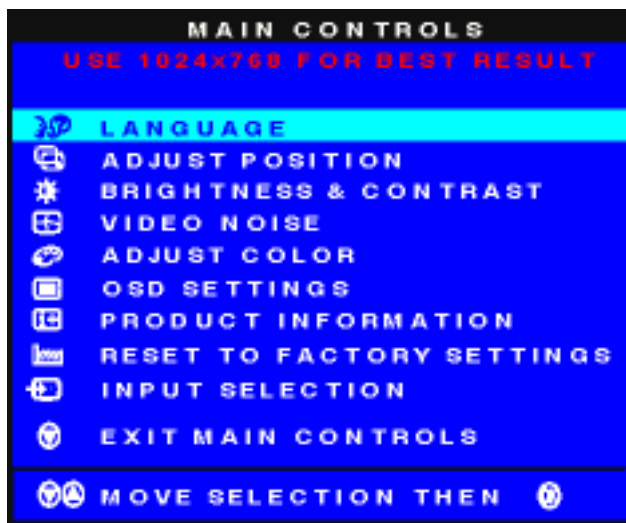 MAIN CONTROLS
USE 1024x768 FOR BEST RESULT
LANGUAGE
ADJUST POSITION
BRIGHTNESS & CONTRAST
VIDEO NOISE
ADJUST COLOR
OSD SETTINGS
PRODUCT INFORMATION
RESET TO FACTORY SETTINGS
INPUT SELECTION
EXIT MAIN CONTROLS
MOVE SELECTION THEN